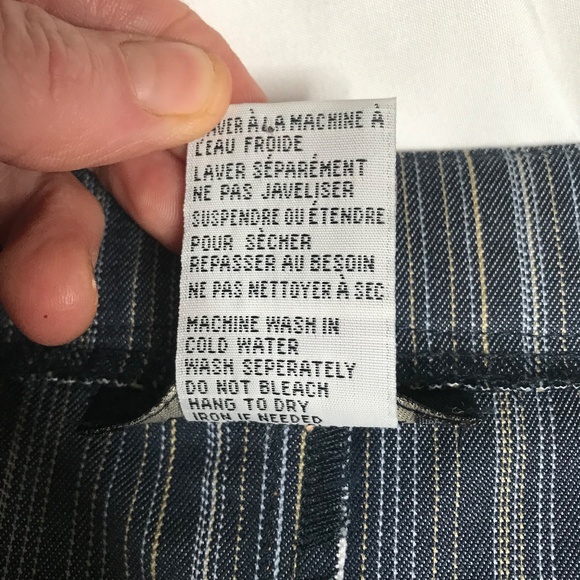 LAVER À LA MACHINE À
L'EAU FROIDE
LAVER SÉPARÉMENT
NE PAS JAVELISER
SUSPENDRE OU ÉTENDRE
POUR SÈCHER
REPASSER AU BESOIN
NE PAS NETTOYER À SEC
MACHINE WASH IN
COLD WATER
WASH SEPERATELY
DO NOT BLEACH
HANG TO DRY
IRON IF NEEDED